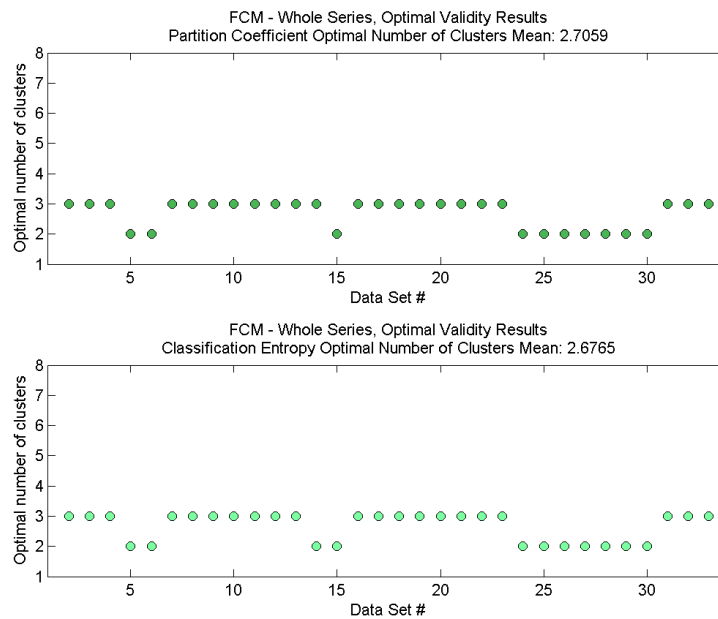 FCM - Whole Series, Optimal Validity Results
Partition Coefficient Optimal Number of Clusters Mean: 2.7059
8
7
6
5
4
3
2
1
Optimal number of clusters
5 10 15 20 25 30
Data Set #
FCM - Whole Series, Optimal Validity Results
Classification Entropy Optimal Number of Clusters Mean: 2.6765
8
7
6
5
4
3
2
1
Optimal number of clusters
5 10 15 20 25 30
Data Set #